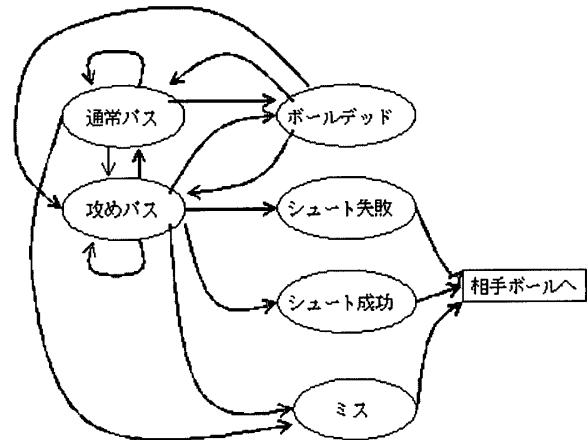 通常パス
ボールデッド
攻めパス
シュート失敗
シュート成功
相手ボールへ
ミス